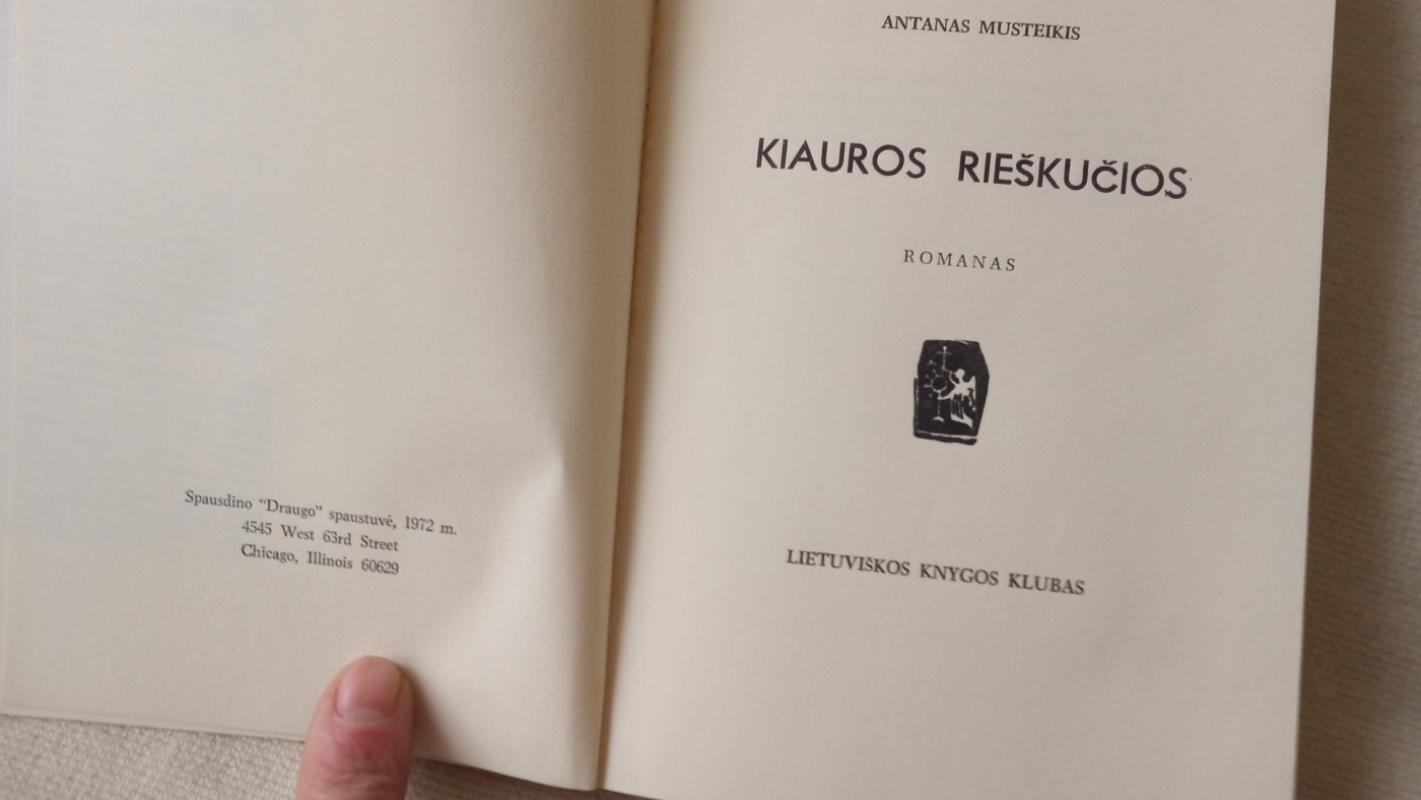 Spausdino “Draugo” spaustuvė, 1972 m.
4545 West 63rd Street
Chicago, Illinois 60629
ANTANAS MUSTEIKIS
KIAUROS RIEŠKUČIOS
ROMANAS
LIETUVIŠKOS KNYGOS KLUBAS